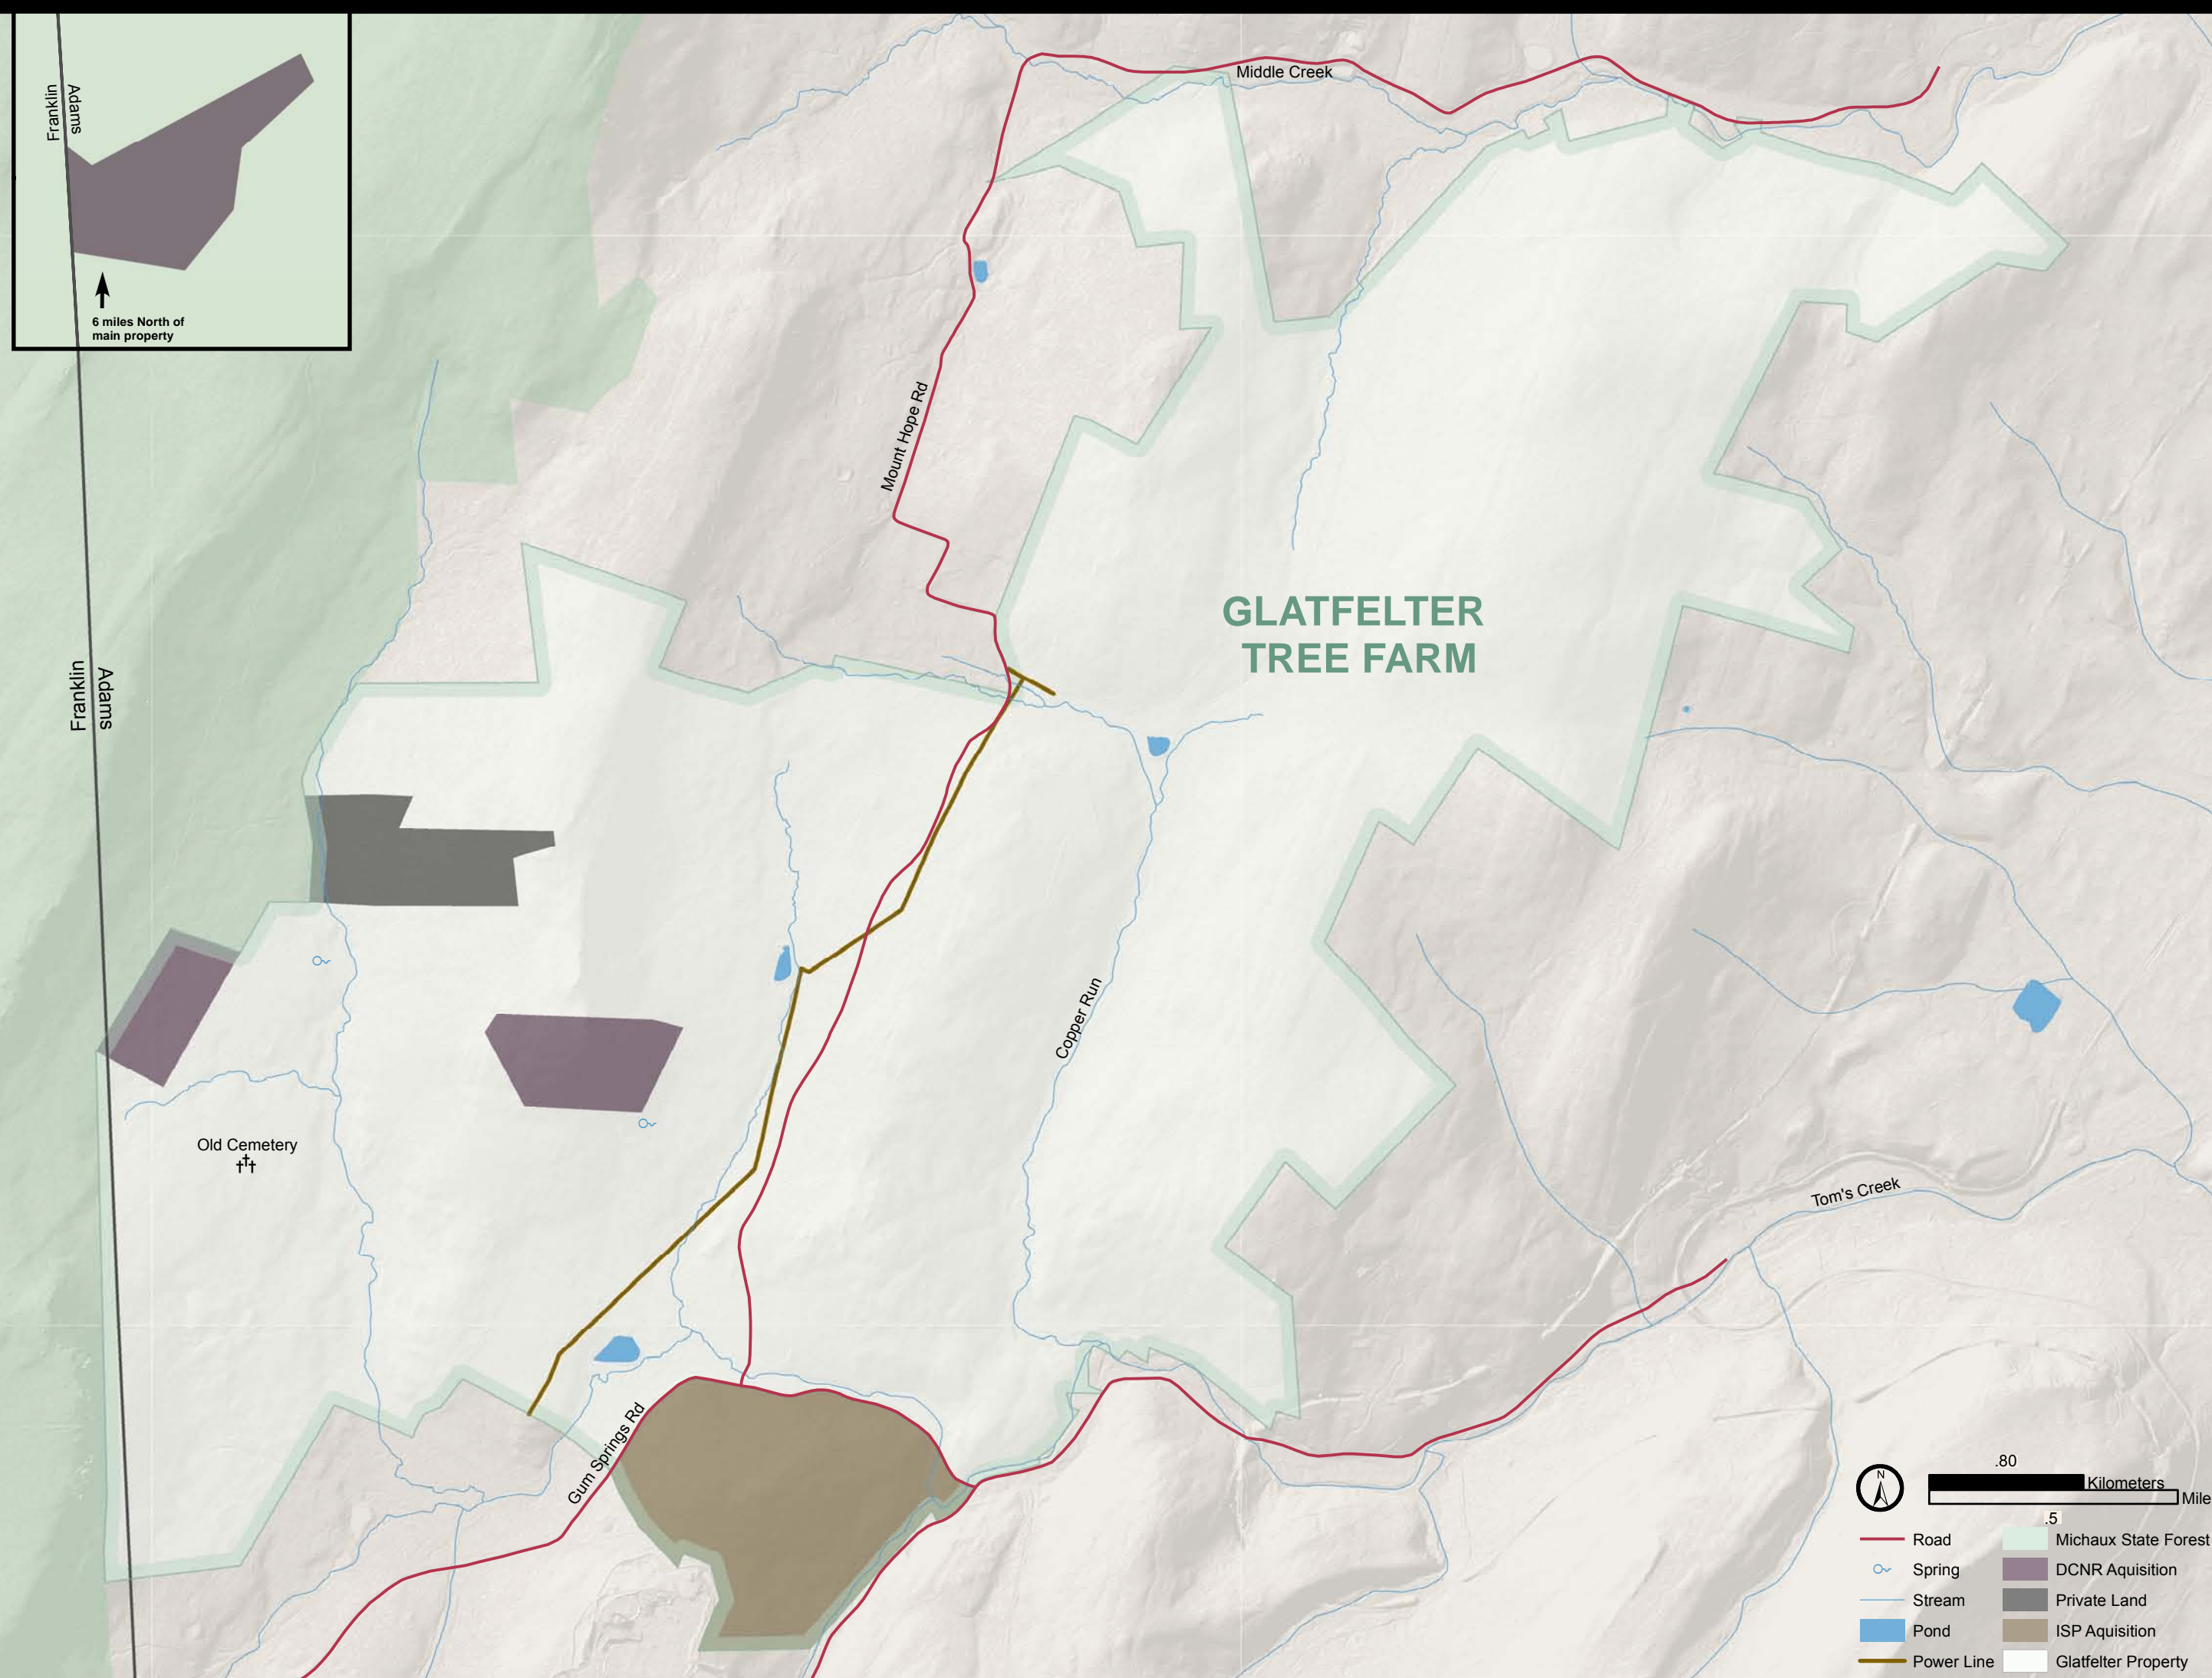 Franklin
Adams
6 miles North of
main property
Middle Creek
Mount Hope Rd
GLATFELTER
TREE FARM
Franklin
Adams
Copper Run
Old Cemetery
Tom's Creek
Gum Springs Rd
N
.80
Kilometers
Mile
.5
Road
Spring
Stream
Pond
Power Line
Michaux State Forest
DCNR Aquisition
Private Land
ISP Aquisition
Glatfelter Property